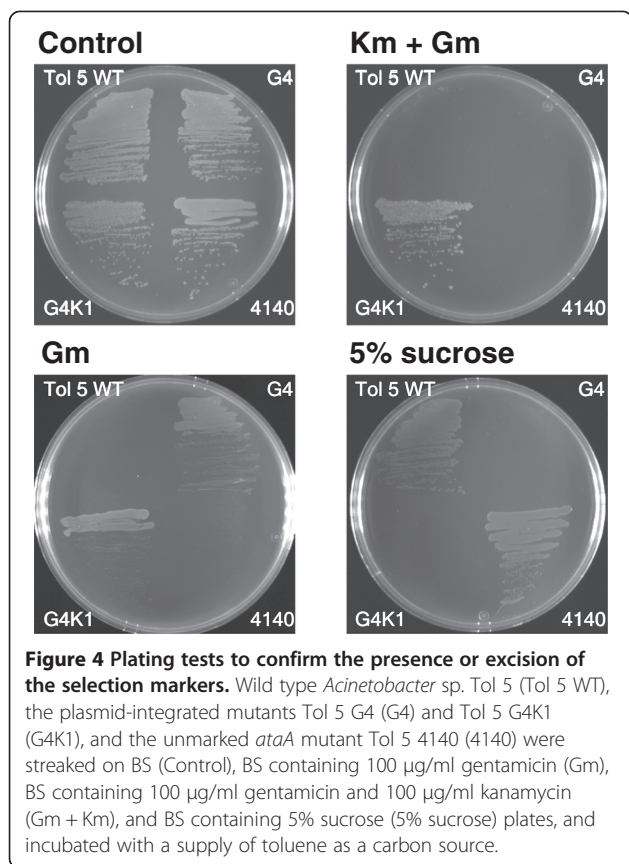 Control
Km + Gm
Tol 5 WT G4
Tol 5 WT G4
G4K1 4140
G4K1 4140
Gm
5% sucrose
Tol 5 WT G4
Tol 5 WT G4
G4K1 4140
G4K1 4140
Figure 4 Plating tests to confirm the presence or excision of
the selection markers. Wild type Acinetobacter sp. Tol 5 (Tol 5 WT),
the plasmid-integrated mutants Tol 5 G4 (G4) and Tol 5 G4K1
(G4K1), and the unmarked ataA mutant Tol 5 4140 (4140) were
streaked on BS (Control), BS containing 100 μg/ml gentamicin (Gm),
BS containing 100 μg/ml gentamicin and 100 μg/ml kanamycin
(Gm + Km), and BS containing 5% sucrose (5% sucrose) plates, and
incubated with a supply of toluene as a carbon source.